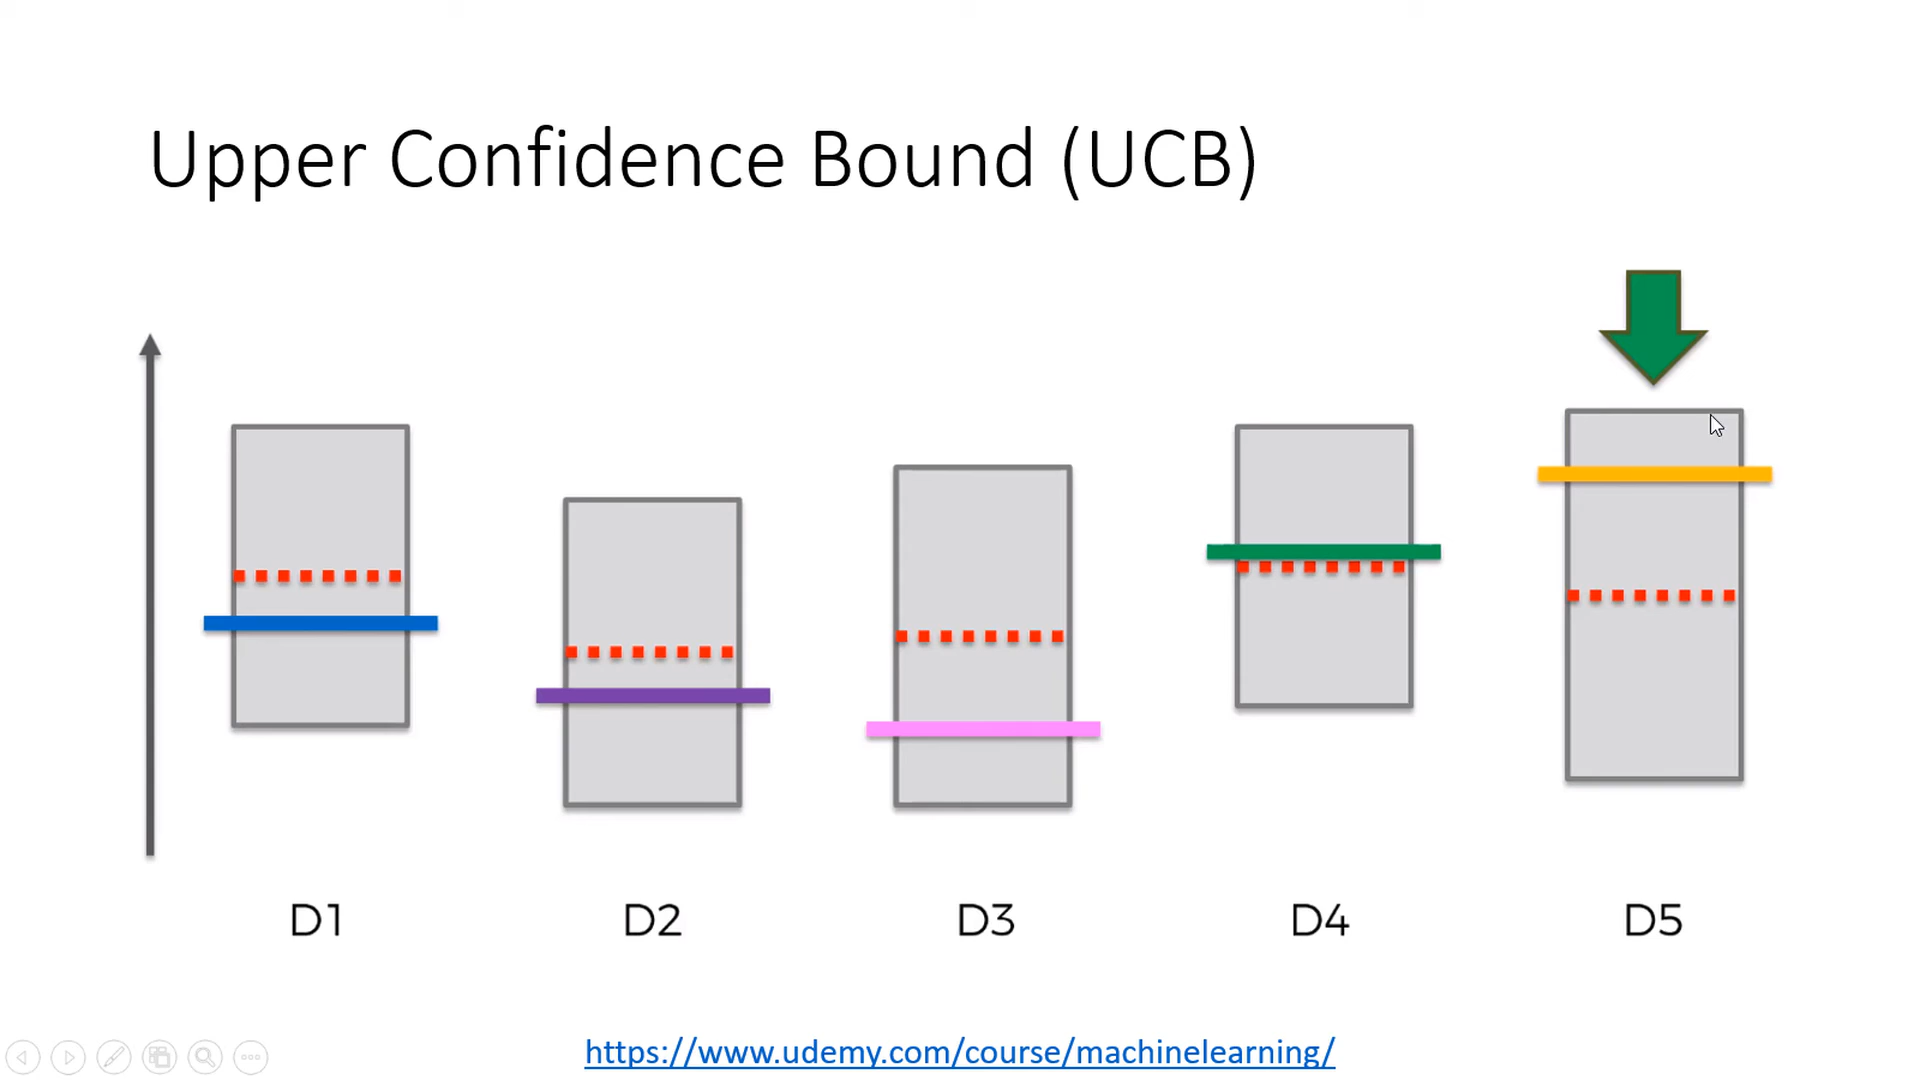 Upper Confidence Bound (UCB)
D1 D2 D3 D4 D5
https://www.udemy.com/course/machinelearning/